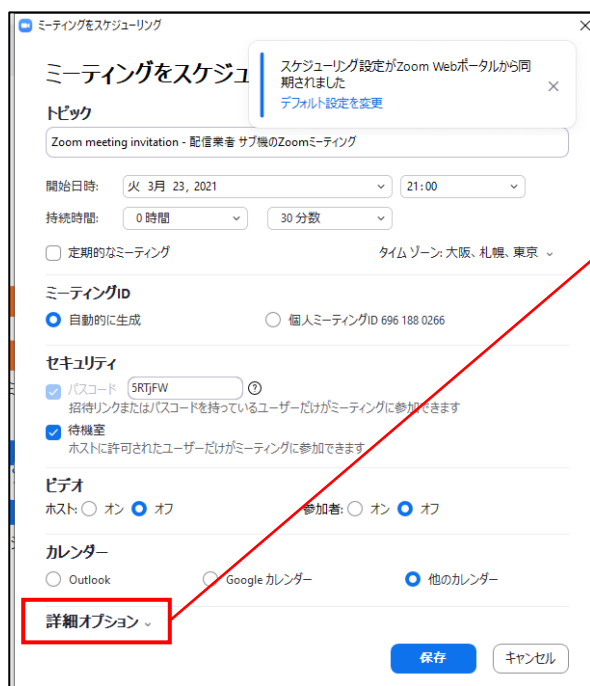 ミーティングをスケジューリング
ミーティングをスケジュ
スケジューリング設定がZoom Webポータルから同
期されました
デフォルト設定を変更
トピック
Zoom meeting invitation - 配信業者 サブ機のZoomミーティング
開始日時: 火 3月 23, 2021 21:00
持続時間: 0 時間 30 分数
定期的なミーティング タイム ゾーン: 大阪、札幌、東京
ミーティングID
自動的に生成 個人ミーティングID 696 188 0266
セキュリティ
パスコード 5RTjFW
招待リンクまたはパスコードを持っているユーザーだけがミーティングに参加できます
待機室
ホストに許可されたユーザーだけがミーティングに参加できます
ビデオ
ホスト: オン オフ 参加者: オン オフ
カレンダー
Outlook Google カレンダー 他のカレンダー
詳細オプション
保存 キャンセル